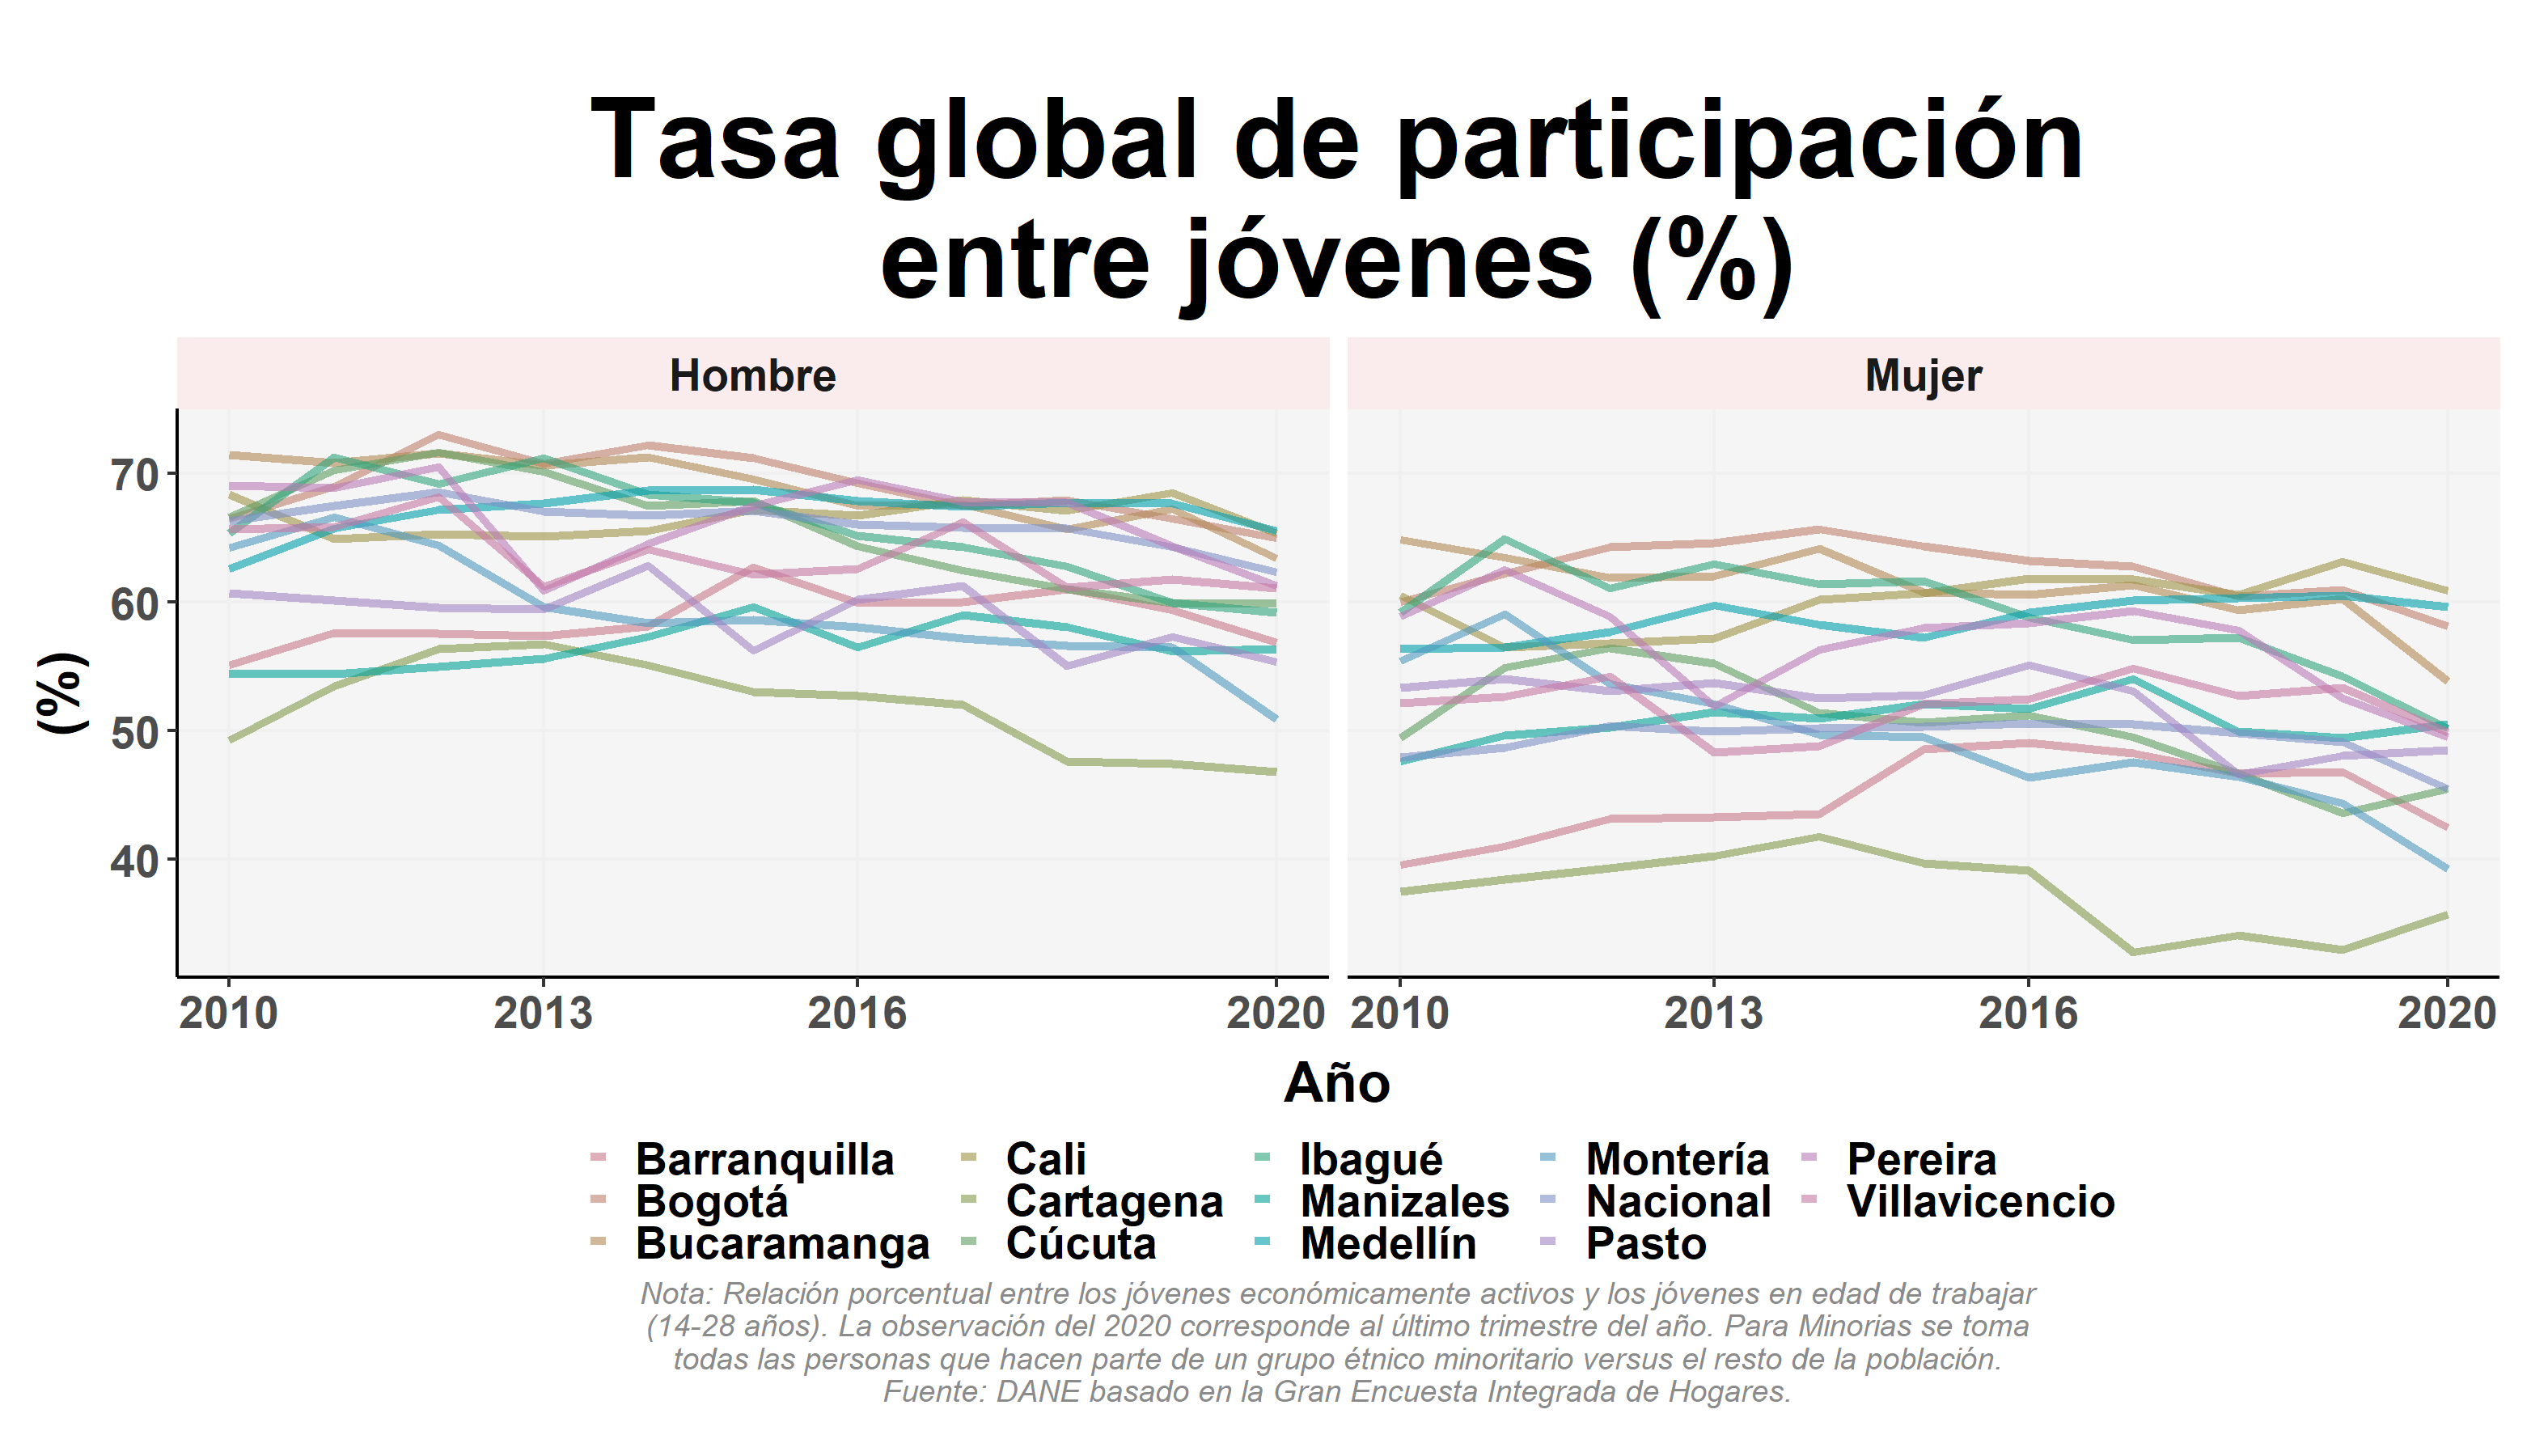 Tasa global de participación
entre jóvenes (%)
Hombre
Mujer
(%)
70
60
50
40
2010 2013 2016 2020
2010 2013 2016 2020
Año
Barranquilla Cali Ibagué Montería Pereira
Bogotá Cartagena Manizales Nacional Villavicencio
Bucaramanga Cúcuta Medellín Pasto
Nota: Relación porcentual entre los jóvenes económicamente activos y los jóvenes en edad de trabajar
(14-28 años). La observación del 2020 corresponde al último trimestre del año. Para Minorias se toma
todas las personas que hacen parte de un grupo étnico minoritario versus el resto de la población.
Fuente: DANE basado en la Gran Encuesta Integrada de Hogares.